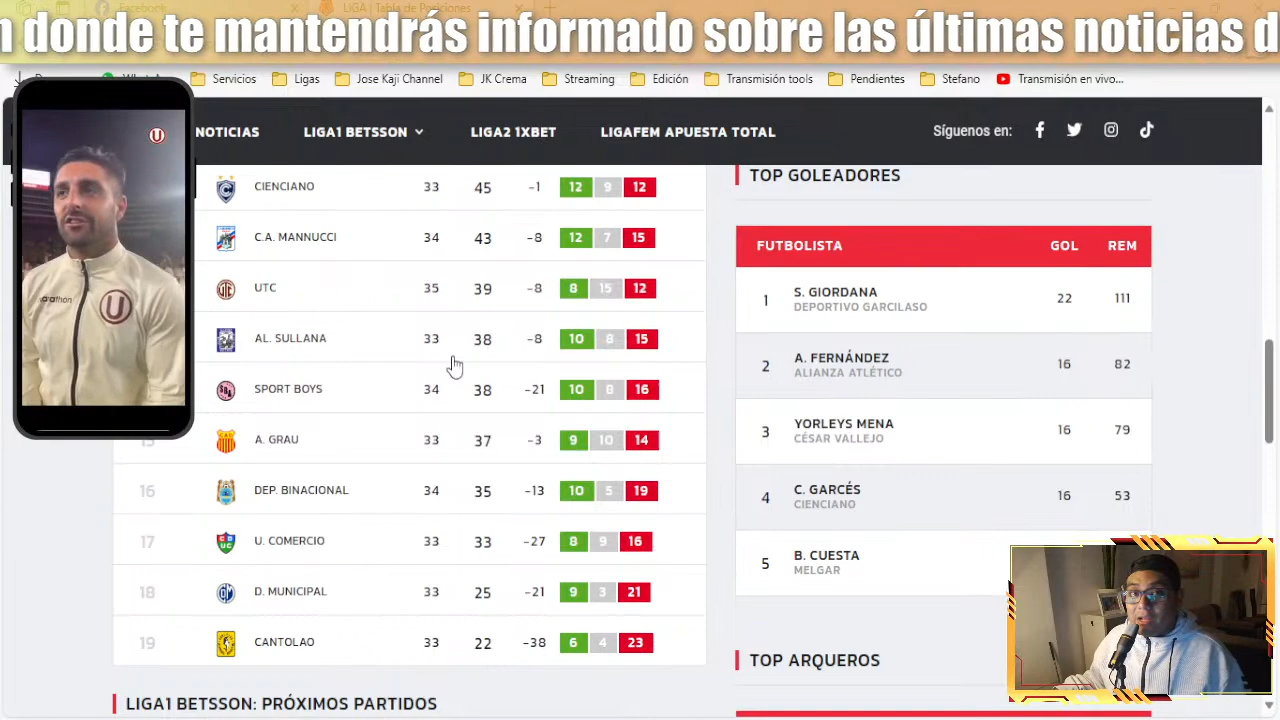 Facebook
LIGA | Tabla de Posiciones
n donde te mantendrás informado sobre las últimas noticias d
Servicios
Ligas
Jose Kaji Channel
JK Crema
Streaming
Edición
Transmisión tools
Pendientes
Stefano
Transmisión en vivo...
NOTICIAS
LIGA1 BETSSON
LIGA2 1XBET
LIGAFEM APUESTA TOTAL
Síguenos en:
CIENCIANO 33 45 -1 12 9 12
C.A. MANNUCCI 34 43 -8 12 7 15
UTC 35 39 -8 8 15 12
AL. SULLANA 33 38 -8 10 8 15
SPORT BOYS 34 38 -21 10 8 16
15 A. GRAU 33 37 -3 9 10 14
16 DEP. BINACIONAL 34 35 -13 10 5 19
17 U. COMERCIO 33 33 -27 8 9 16
18 D. MUNICIPAL 33 25 -21 9 3 21
19 CANTOLAO 33 22 -38 6 4 23
LIGA1 BETSSON: PRÓXIMOS PARTIDOS
TOP GOLEADORES
FUTBOLISTA GOL REM
1 S. GIORDANA 22 111
DEPORTIVO GARCILASO
2 A. FERNÁNDEZ 16 82
ALIANZA ATLÉTICO
3 YORLEYS MENA 16 79
CÉSAR VALLEJO
4 C. GARCÉS 16 53
CIENCIANO
5 B. CUESTA
MELGAR
TOP ARQUEROS
marathon
U
U